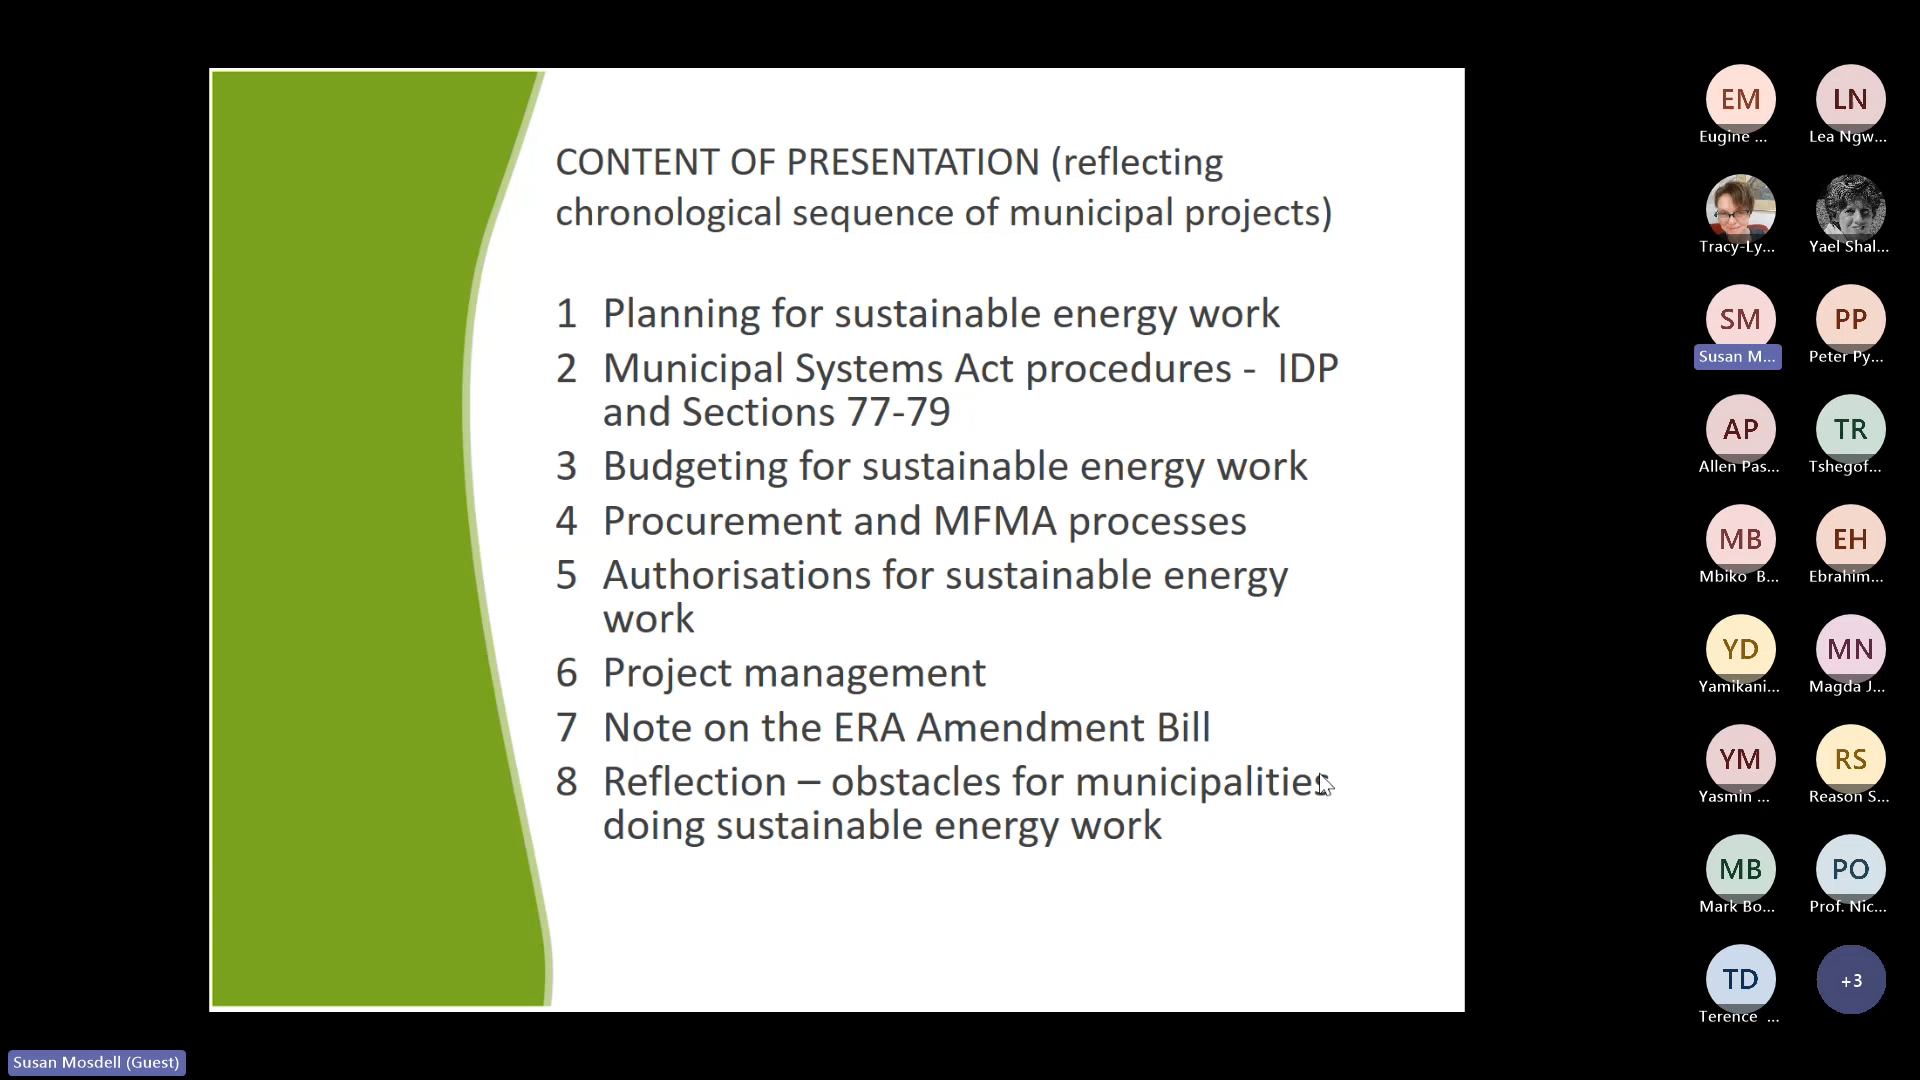 CONTENT OF PRESENTATION (reflecting
chronological sequence of municipal projects)
1 Planning for sustainable energy work
2 Municipal Systems Act procedures - IDP
and Sections 77-79
3 Budgeting for sustainable energy work
4 Procurement and MFMA processes
5 Authorisations for sustainable energy
work
6 Project management
7 Note on the ERA Amendment Bill
8 Reflection – obstacles for municipalities
doing sustainable energy work
EM
Eugine ...
LN
Lea Ngw...
Tracy-Ly...
Yael Shal...
SM
Susan M...
PP
Peter Py...
AP
Allen Pas...
TR
Tshegof...
MB
Mbiko B...
EH
Ebrahim...
YD
Yamikani...
MN
Magda J...
YM
Yasmin ...
RS
Reason S...
MB
Mark Bo...
PO
Prof. Nic...
TD
Terence ...
+3
Susan Mosdell (Guest)